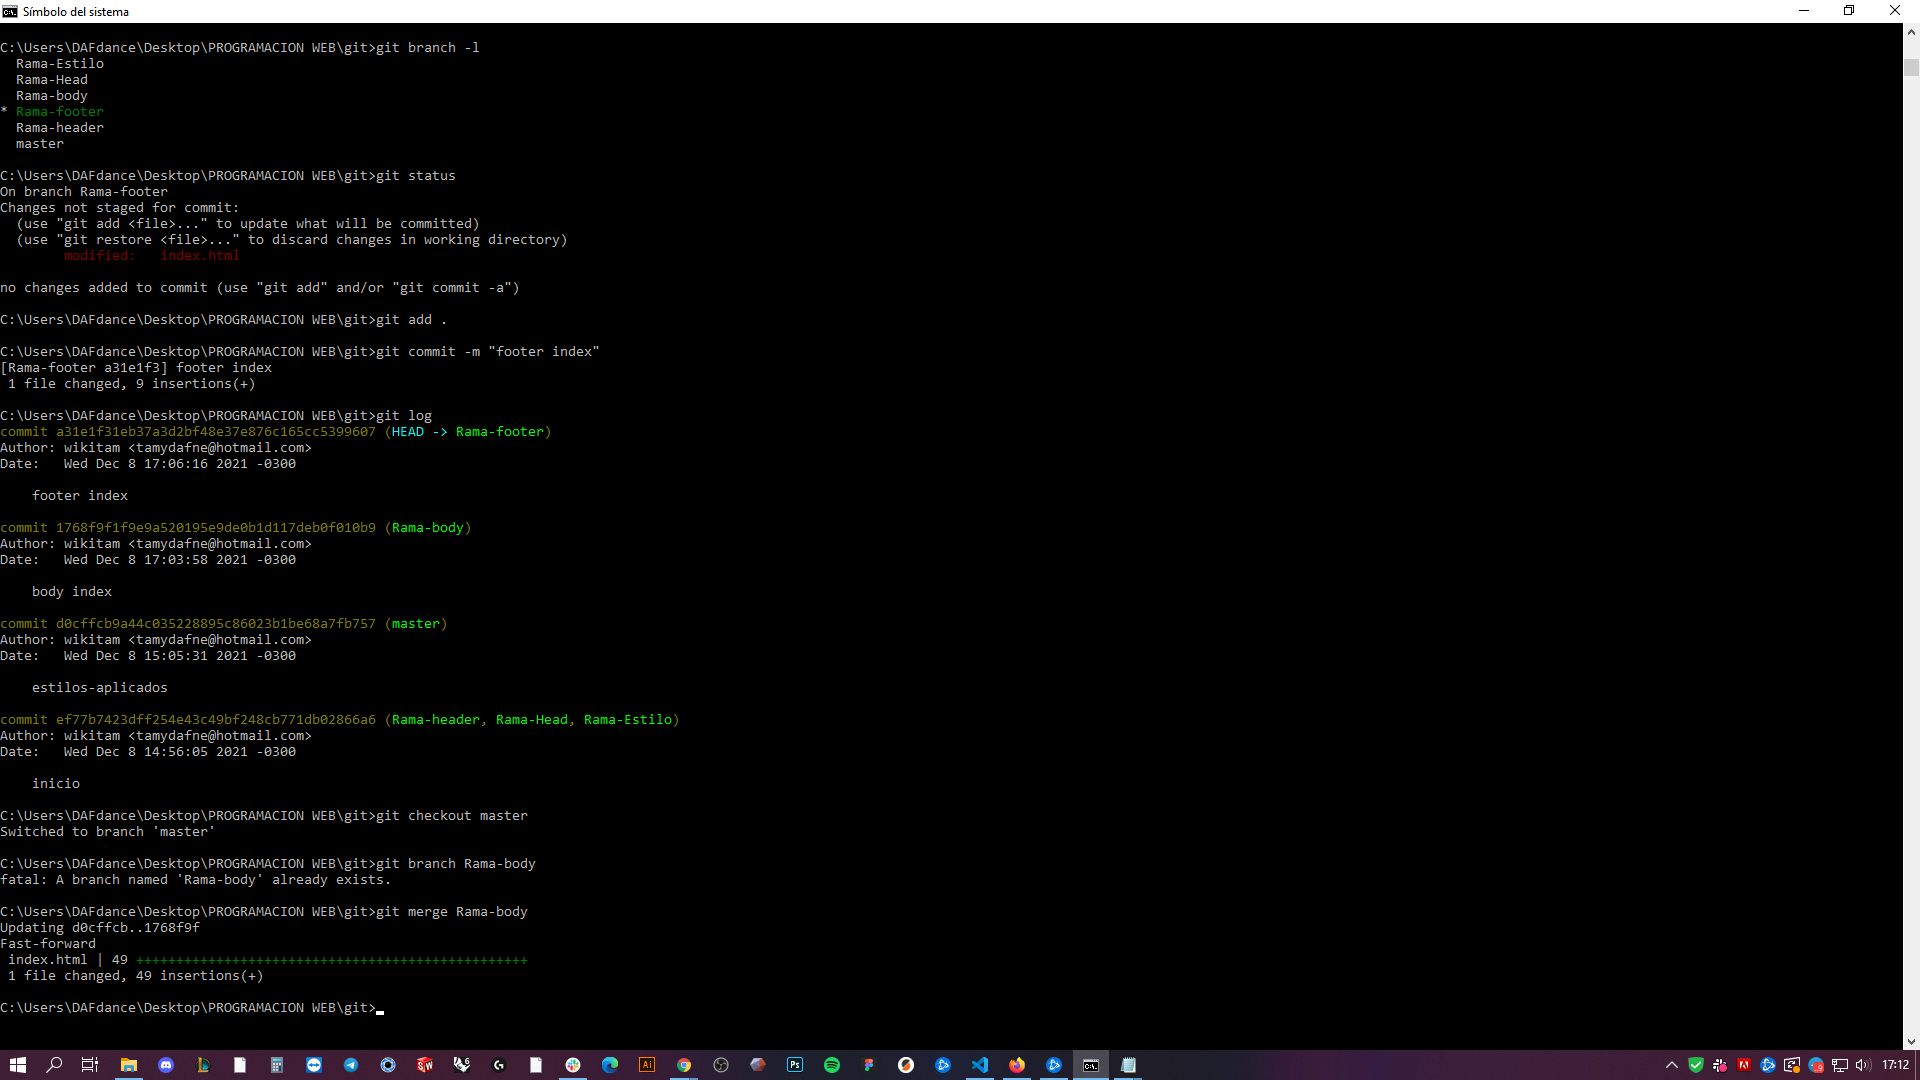 Símbolo del sistema
C:\Users\DAFdance\Desktop\PROGRAMACION WEB\git>git branch -l
  Rama-Estilo
  Rama-Head
  Rama-body
* Rama-footer
  Rama-header
  master
C:\Users\DAFdance\Desktop\PROGRAMACION WEB\git>git status
On branch Rama-footer
Changes not staged for commit:
  (use "git add <file>..." to update what will be committed)
  (use "git restore <file>..." to discard changes in working directory)
        modified:   index.html
no changes added to commit (use "git add" and/or "git commit -a")
C:\Users\DAFdance\Desktop\PROGRAMACION WEB\git>git add .
C:\Users\DAFdance\Desktop\PROGRAMACION WEB\git>git commit -m "footer index"
[Rama-footer a31e1f3] footer index
 1 file changed, 9 insertions(+)
C:\Users\DAFdance\Desktop\PROGRAMACION WEB\git>git log
commit a31e1f31eb37a3d2bf48e37e876c165cc5399607 (HEAD -> Rama-footer)
Author: wikitam <tamydafne@hotmail.com>
Date:   Wed Dec 8 17:06:16 2021 -0300
    footer index
commit 1768f9f1f9e9a520195e9de0b1d117deb0f010b9 (Rama-body)
Author: wikitam <tamydafne@hotmail.com>
Date:   Wed Dec 8 17:03:58 2021 -0300
    body index
commit d0cffcb9a44c035228895c86023b1be68a7fb757 (master)
Author: wikitam <tamydafne@hotmail.com>
Date:   Wed Dec 8 15:05:31 2021 -0300
    estilos-aplicados
commit ef77b7423dff254e43c49bf248cb771db02866a6 (Rama-header, Rama-Head, Rama-Estilo)
Author: wikitam <tamydafne@hotmail.com>
Date:   Wed Dec 8 14:56:05 2021 -0300
    inicio
C:\Users\DAFdance\Desktop\PROGRAMACION WEB\git>git checkout master
Switched to branch 'master'
C:\Users\DAFdance\Desktop\PROGRAMACION WEB\git>git branch Rama-body
fatal: A branch named 'Rama-body' already exists.
C:\Users\DAFdance\Desktop\PROGRAMACION WEB\git>git merge Rama-body
Updating d0cffcb..1768f9f
Fast-forward
 index.html | 49 +++++++++++++++++++++++++++++++++++++++++++++++++
 1 file changed, 49 insertions(+)
C:\Users\DAFdance\Desktop\PROGRAMACION WEB\git>
17:12